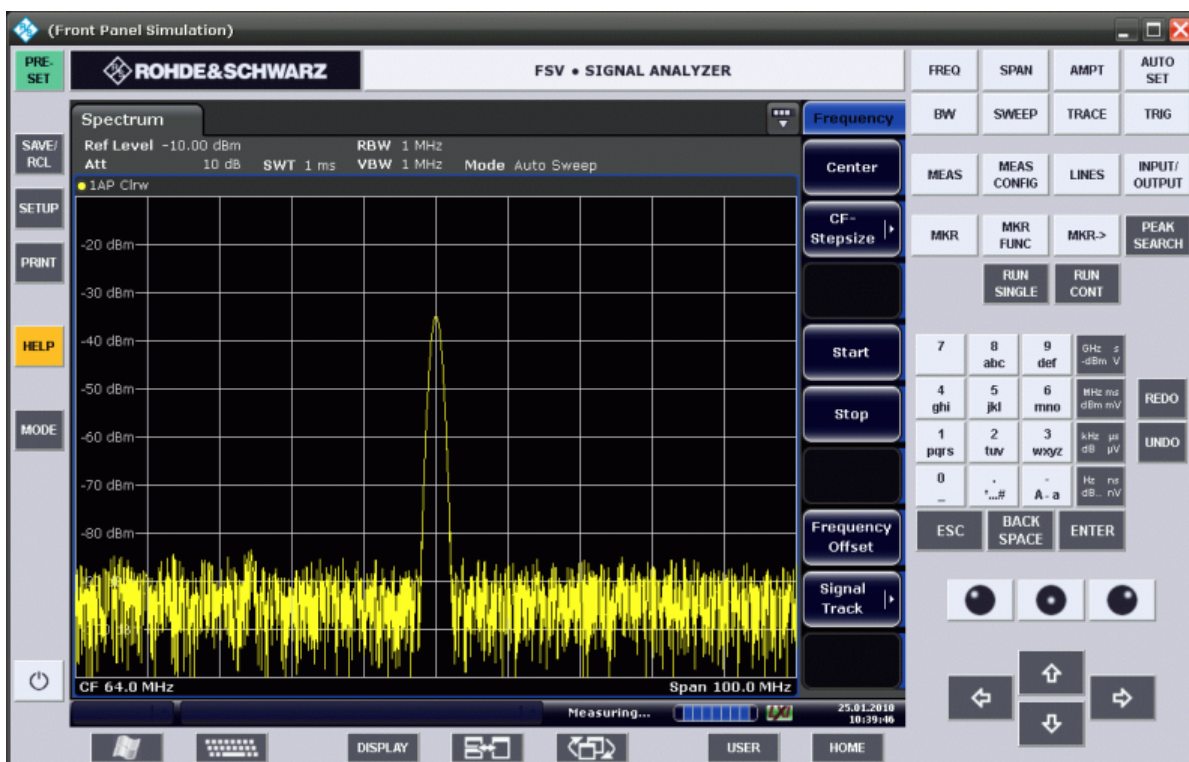 (Front Panel Simulation)
PRE-
SET
ROHDE&SCHWARZ
FSV • SIGNAL ANALYZER
FREQ
SPAN
AMPT
AUTO
SET
BW
SWEEP
TRACE
TRIG
MEAS
MEAS
CONFIG
LINES
INPUT/
OUTPUT
MKR
MKR
FUNC
MKR->
PEAK
SEARCH
RUN
SINGLE
RUN
CONT
SAVE/
RCL
SETUP
PRINT
HELP
MODE
Spectrum
Ref Level -10.00 dBm RBW 1 MHz
Att 10 dB SWT 1 ms VBW 1 MHz Mode Auto Sweep
1AP Clrw
-20 dBm
-30 dBm
-40 dBm
-50 dBm
-60 dBm
-70 dBm
-80 dBm
CF 64.0 MHz Span 100.0 MHz
Measuring...
25.01.2010
10:39:46
Frequency
Center
CF-
Stepsize
Start
Stop
Frequency
Offset
Signal
Track
7
8
abc
9
def
GHz s
-dBm V
4
ghi
5
jkl
6
mno
MHz ms
dBm mV
REDO
1
pqrs
2
tuv
3
wxyz
kHz µs
dB µV
UNDO
0
_
.
*...#
-
A - a
Hz ns
dB.. nV
ESC
BACK
SPACE
ENTER
DISPLAY
USER
HOME